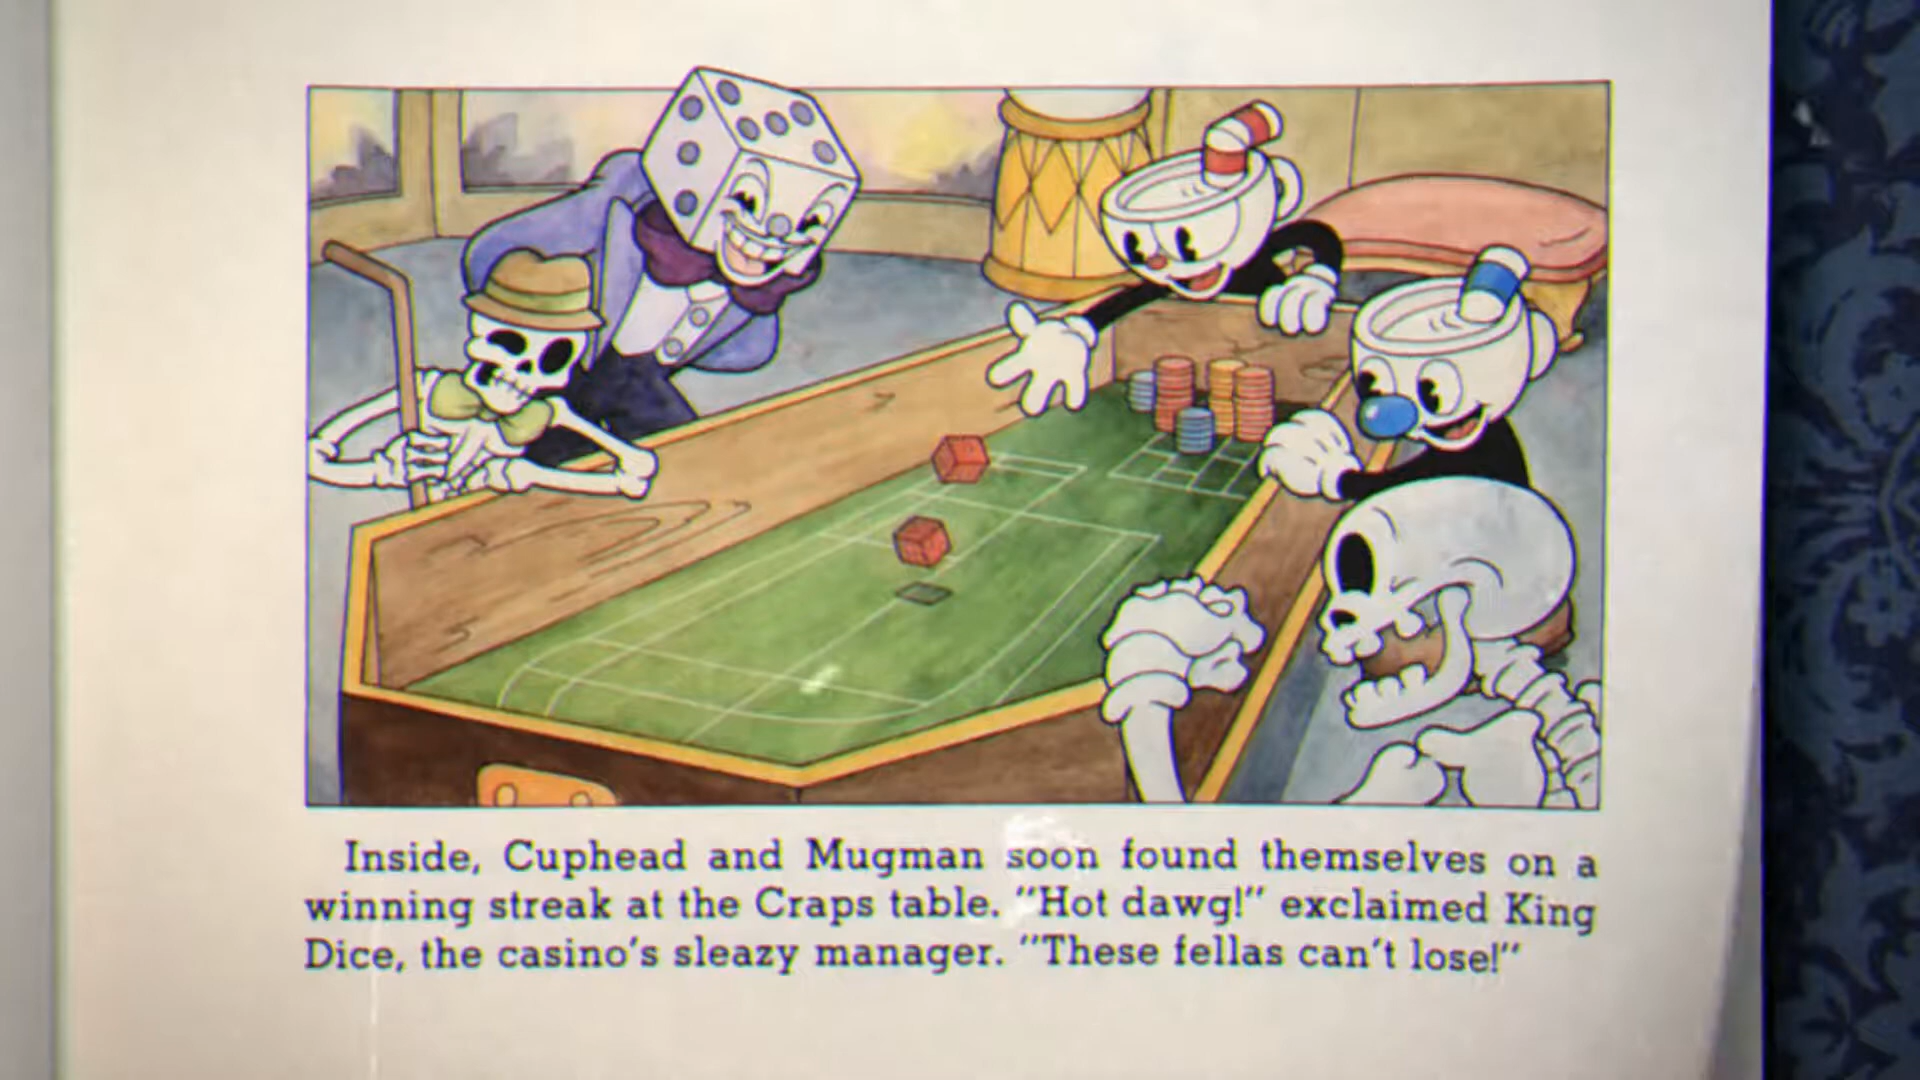 Inside, Cuphead and Mugman soon found themselves on a
winning streak at the Craps table. "Hot dawg!" exclaimed King
Dice, the casino's sleazy manager. "These fellas can't lose!"